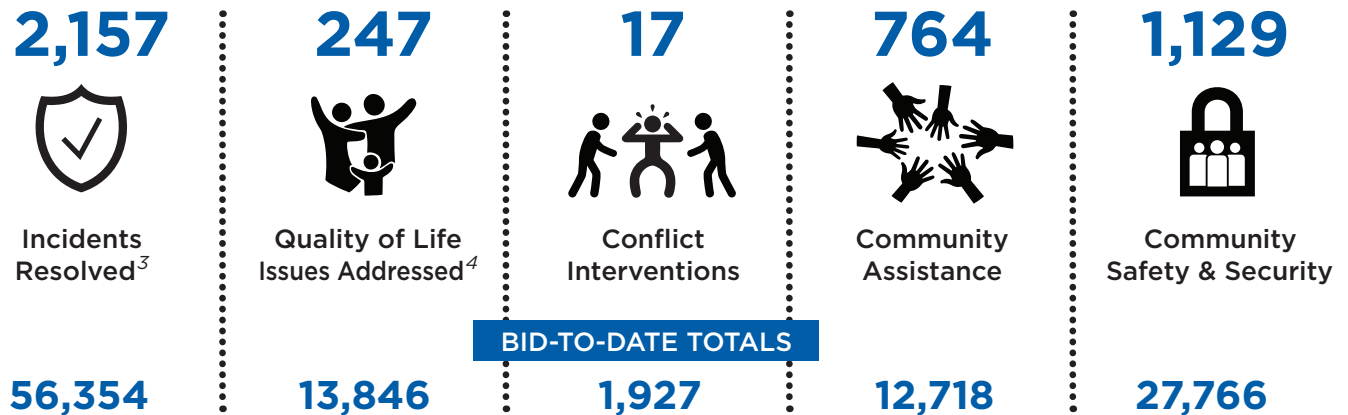 2,157
247
17
764
1,129
Incidents
Resolved3
Quality of Life
Issues Addressed4
Conflict
Interventions
Community
Assistance
Community
Safety & Security
BID-TO-DATE TOTALS
56,354
13,846
1,927
12,718
27,766